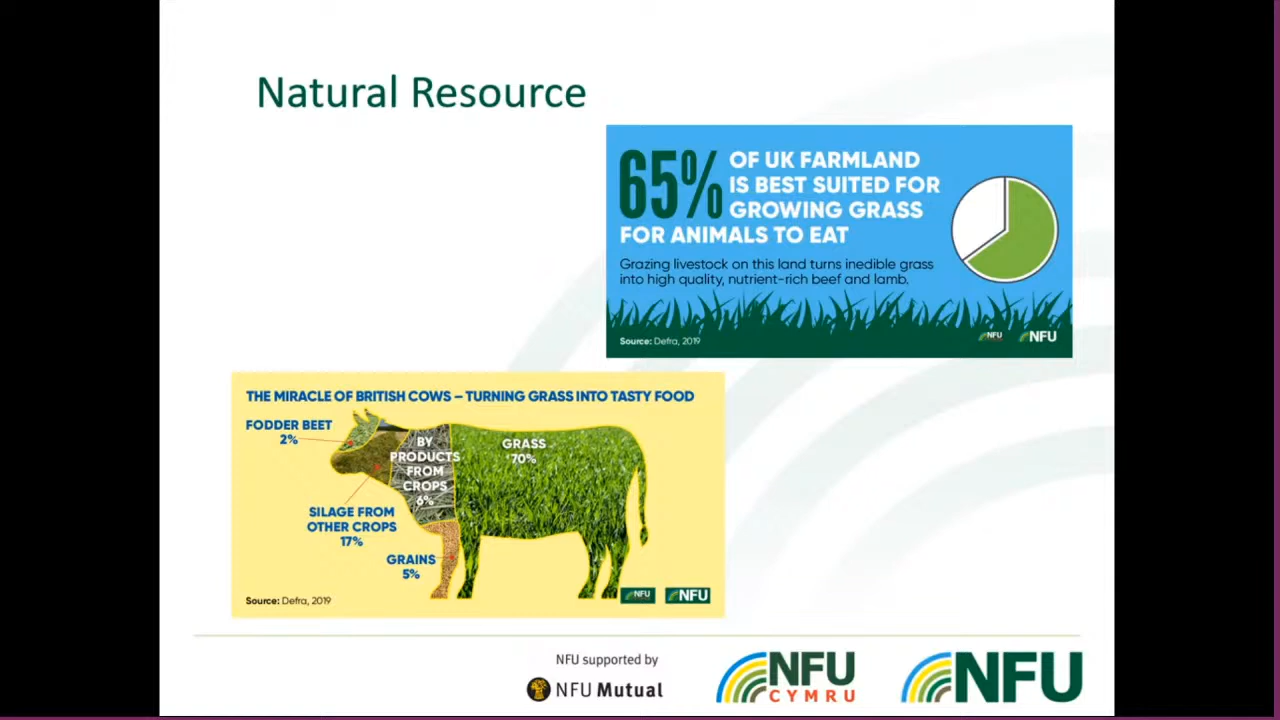 Natural Resource
65% OF UK FARMLAND
IS BEST SUITED FOR
GROWING GRASS
FOR ANIMALS TO EAT
Grazing livestock on this land turns inedible grass
into high quality, nutrient-rich beef and lamb.
Source: Defra, 2019
NFU
NFU
THE MIRACLE OF BRITISH COWS – TURNING GRASS INTO TASTY FOOD
FODDER BEET
2%
BY
PRODUCTS
FROM
CROPS
6%
GRASS
70%
SILAGE FROM
OTHER CROPS
17%
GRAINS
5%
Source: Defra, 2019
NFU
NFU
NFU supported by
NFU Mutual
NFU
CYMRU
NFU